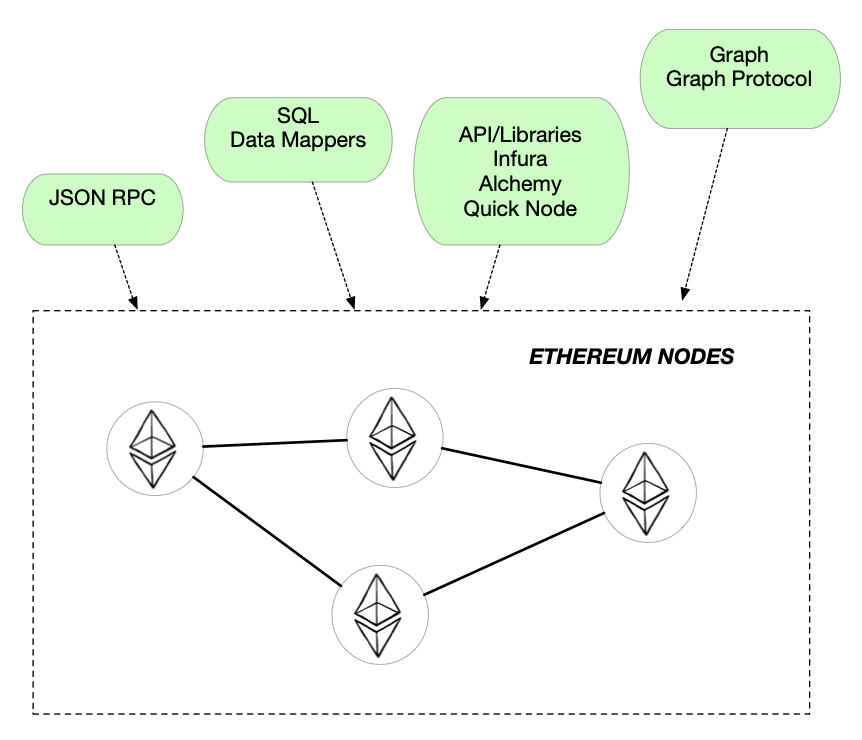 Graph
Graph Protocol
SQL
Data Mappers
API/Libraries
Infura
Alchemy
Quick Node
JSON RPC
ETHEREUM NODES